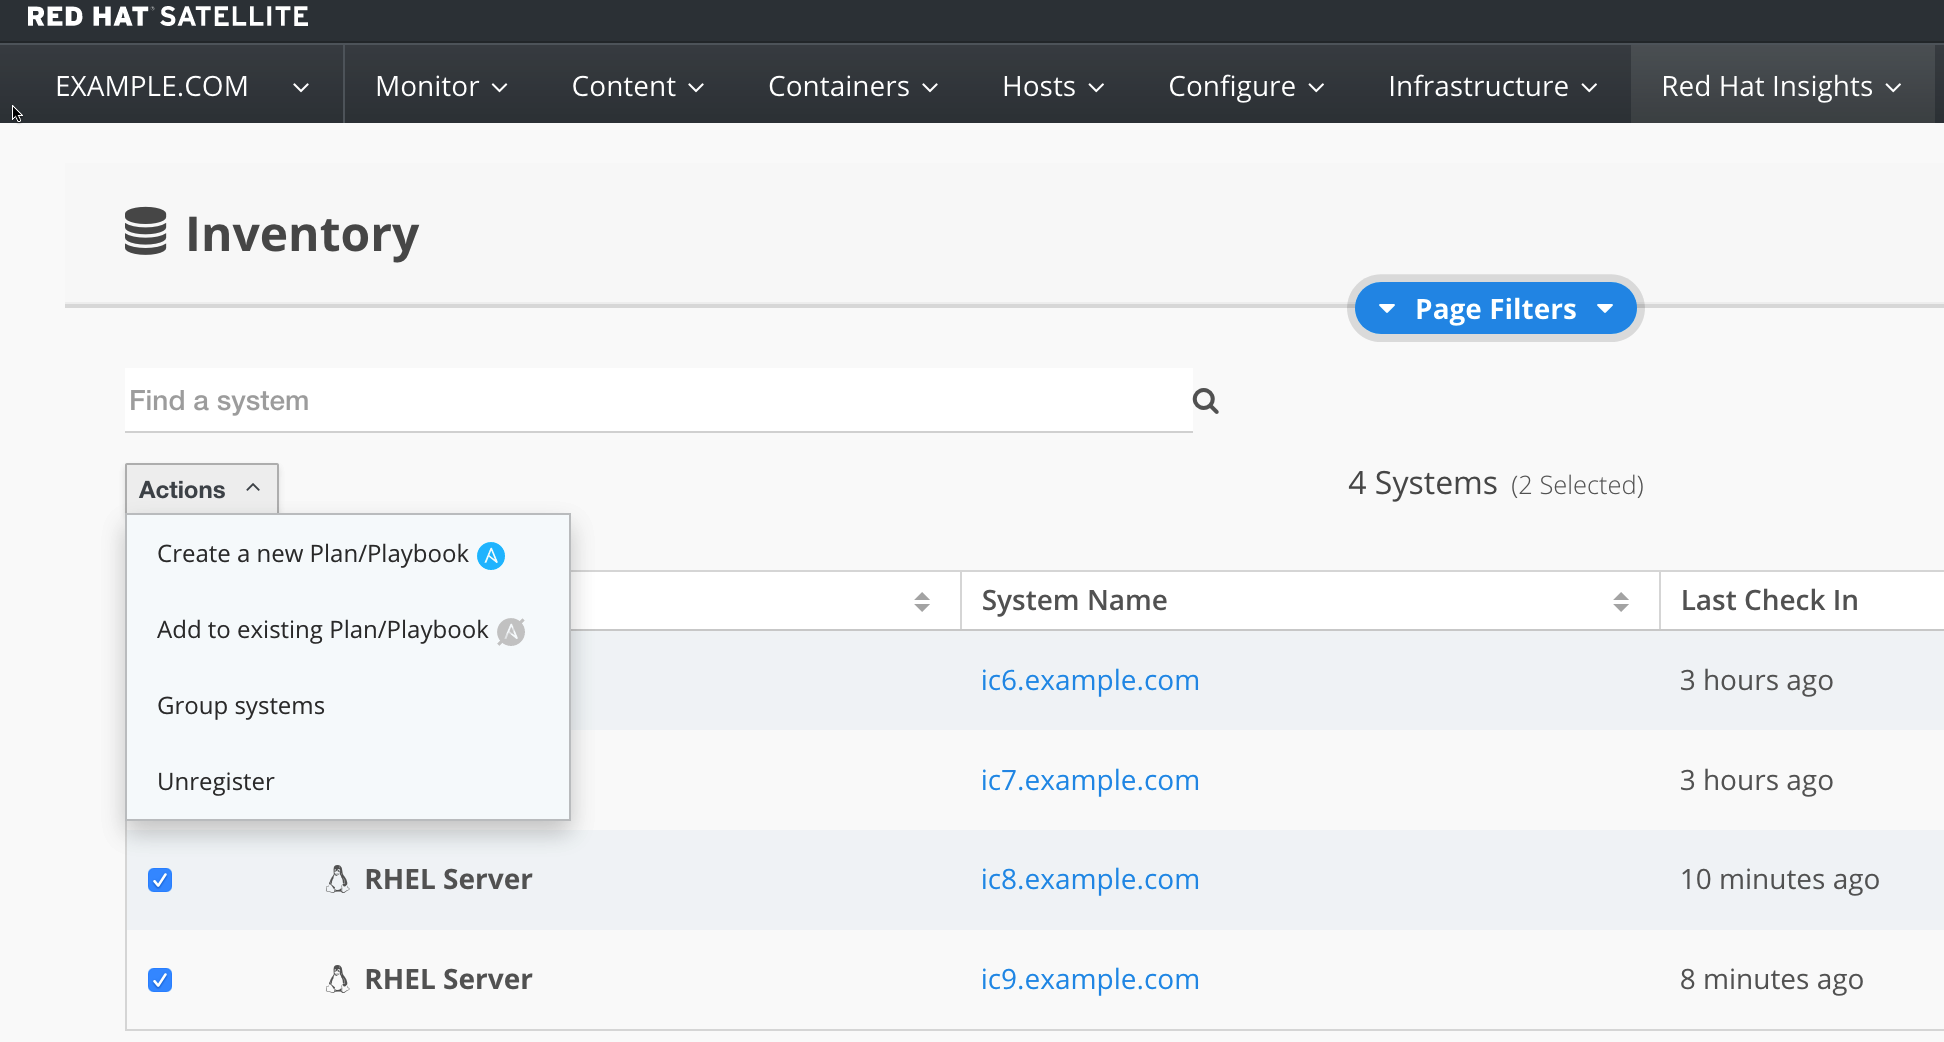 RED HAT SATELLITE
EXAMPLE.COM Monitor Content Containers Hosts Configure Infrastructure Red Hat Insights
Inventory
Page Filters
Find a system
Actions
4 Systems (2 Selected)
Create a new Plan/Playbook
Add to existing Plan/Playbook
Group systems
Unregister
System Name Last Check In
ic6.example.com 3 hours ago
ic7.example.com 3 hours ago
RHEL Server ic8.example.com 10 minutes ago
RHEL Server ic9.example.com 8 minutes ago